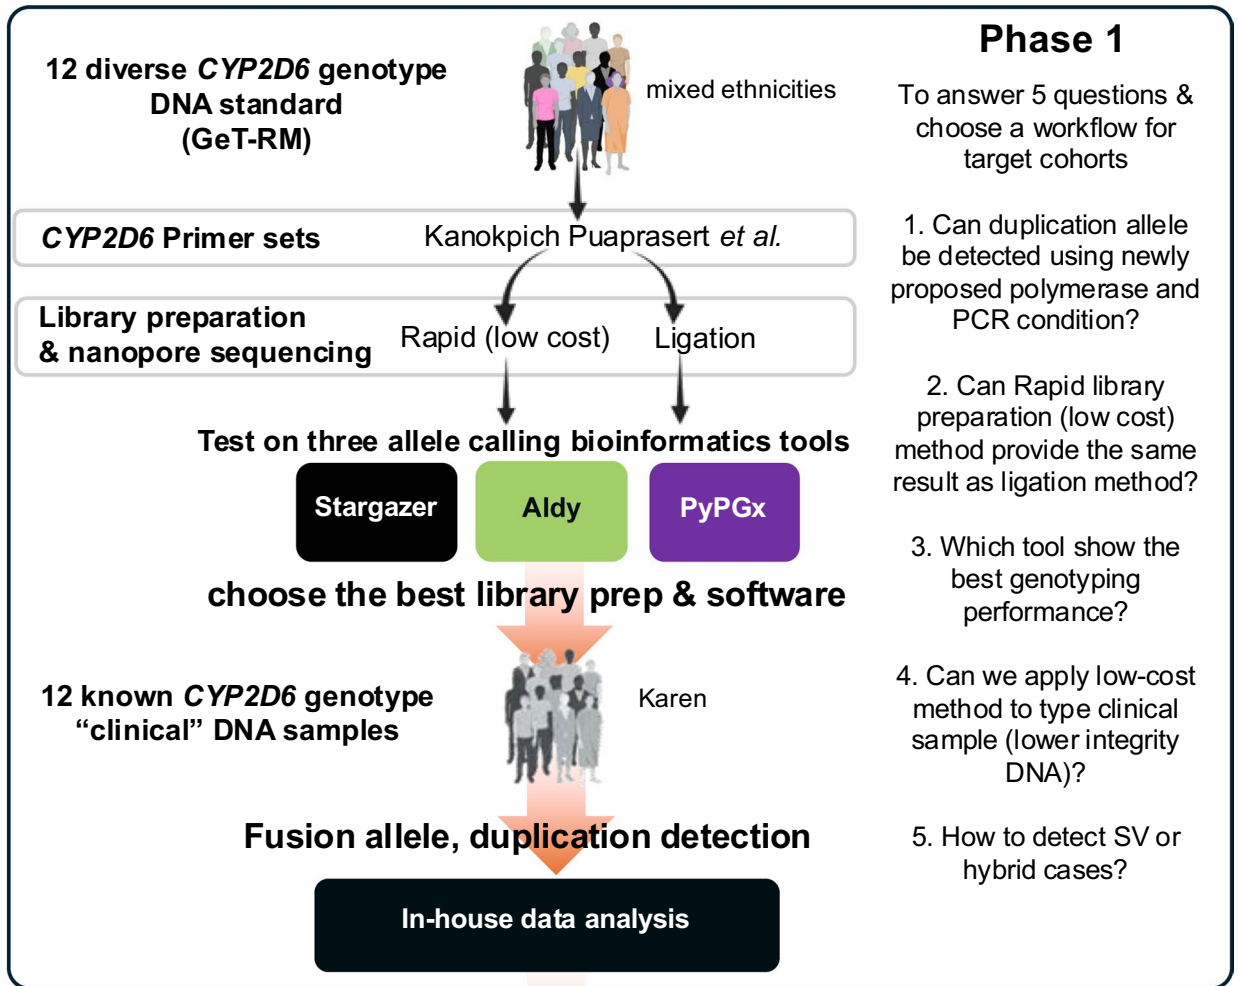 12 diverse CYP2D6 genotype
DNA standard
(GeT-RM)
mixed ethnicities
CYP2D6 Primer sets
Kanokpich Puaprasert et al.
Library preparation
& nanopore sequencing
Rapid (low cost)
Ligation
Test on three allele calling bioinformatics tools
Stargazer
Aldy
PyPGx
choose the best library prep & software
12 known CYP2D6 genotype
“clinical” DNA samples
Karen
Fusion allele, duplication detection
In-house data analysis
Phase 1
To answer 5 questions &
choose a workflow for
target cohorts
1. Can duplication allele
be detected using newly
proposed polymerase and
PCR condition?
2. Can Rapid library
preparation (low cost)
method provide the same
result as ligation method?
3. Which tool show the
best genotyping
performance?
4. Can we apply low-cost
method to type clinical
sample (lower integrity
DNA)?
5. How to detect SV or
hybrid cases?